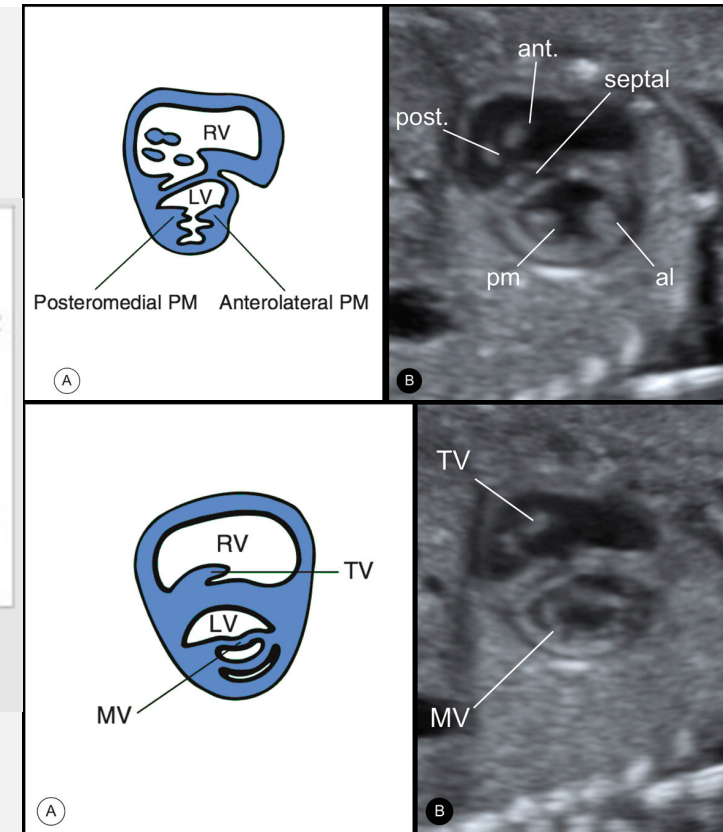 RV
LV
Posteromedial PM
Anterolateral PM
A
ant.
septal
post.
pm
al
B
RV
TV
LV
MV
A
TV
MV
B